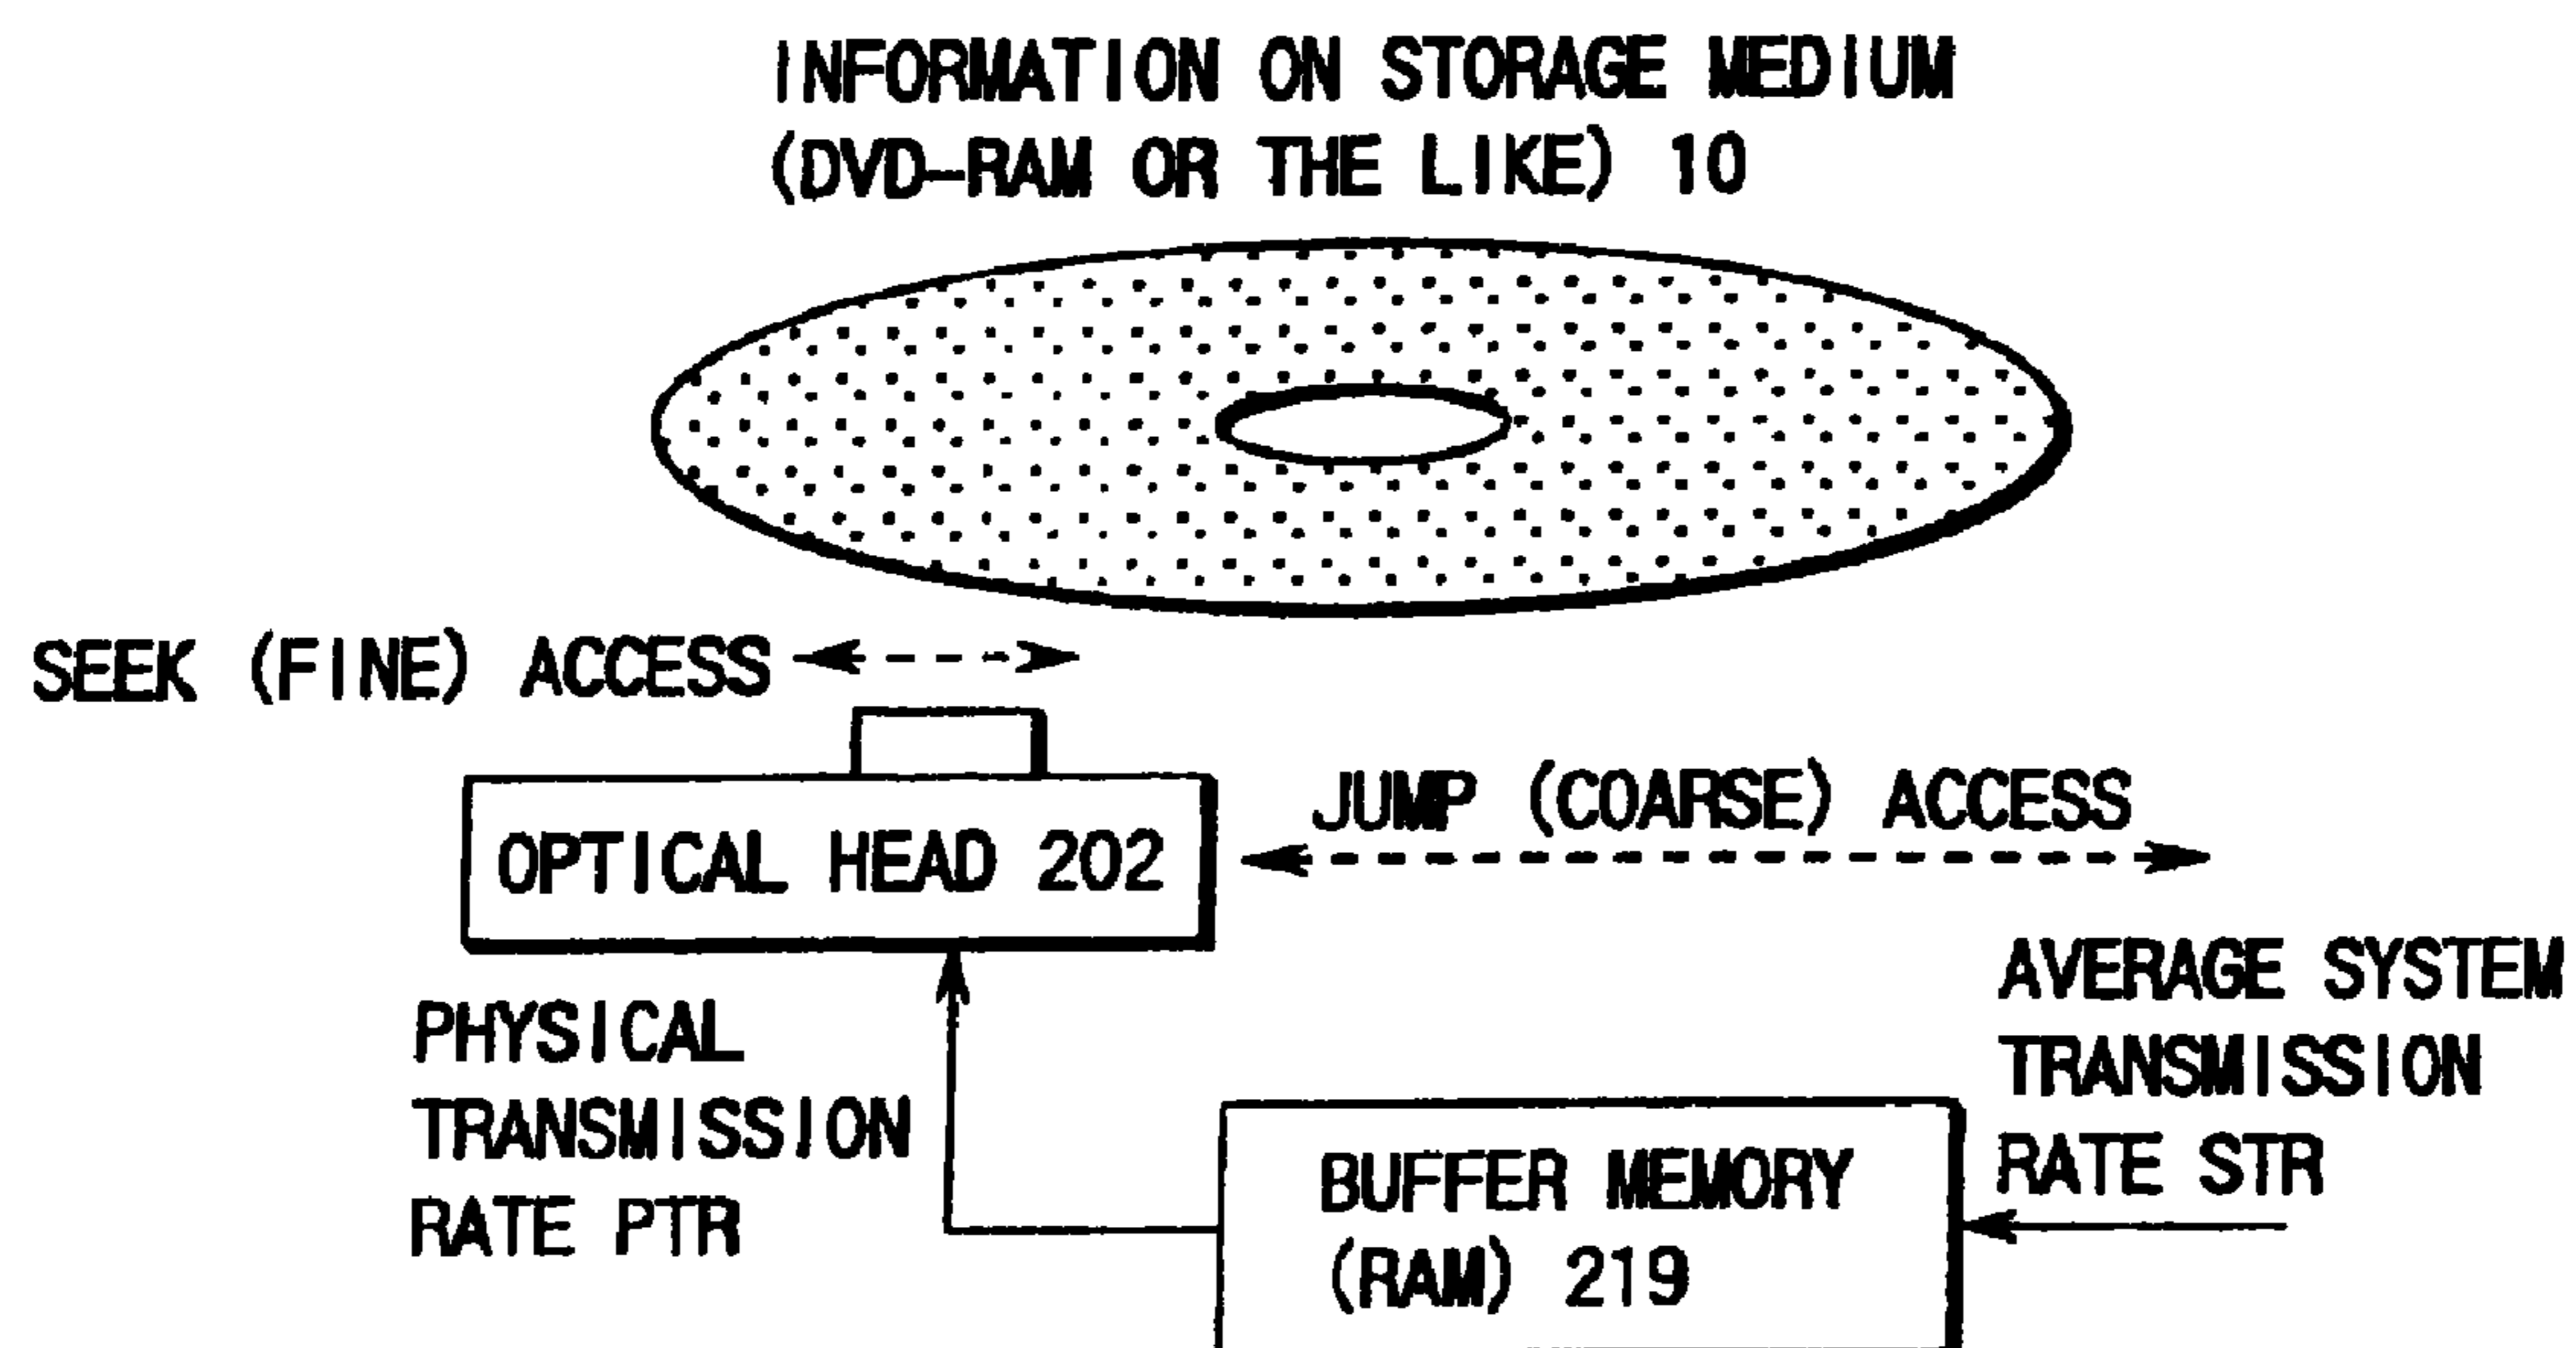 INFORMATION ON STORAGE MEDIUM
(DVD-RAM OR THE LIKE) 10
SEEK (FINE) ACCESS
JUMP (COARSE) ACCESS
OPTICAL HEAD 202
PHYSICAL
TRANSMISSION
RATE PTR
AVERAGE SYSTEM
TRANSMISSION
RATE STR
BUFFER MEMORY
(RAM) 219